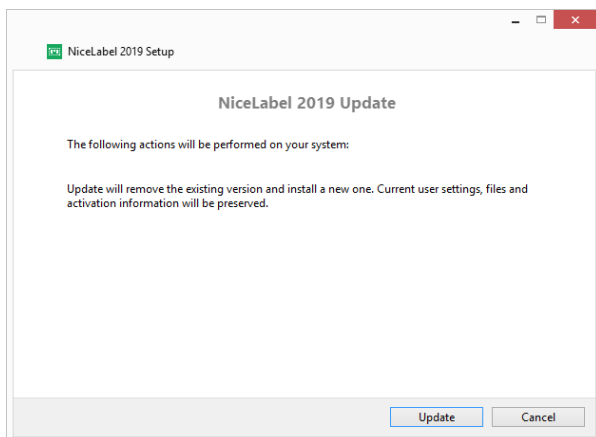 NiceLabel 2019 Setup
NiceLabel 2019 Update
The following actions will be performed on your system:
Update will remove the existing version and install a new one. Current user settings, files and
activation information will be preserved.
Update
Cancel